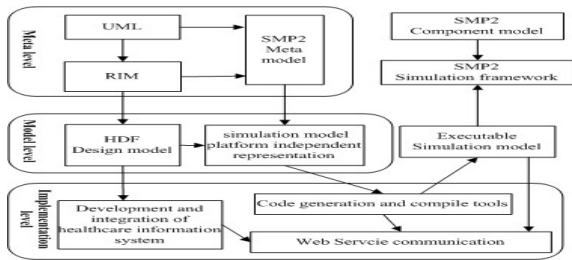 Meta level
UML
RIM
SMP2
Meta
model
SMP2
Component model
SMP2
Simulation framework
Model level
HDF
Design model
simulation model
platform independent
representation
Executable
Simulation model
Implementation
level
Development and
integration of
healthcare information
system
Code generation and compile tools
Web Servcie communication